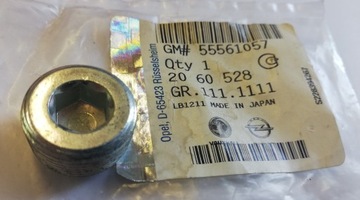 GM# 55561057
Qty 1
20 60 528
GR.111.1111
LB1211 MADE IN JAPAN
Opel, D-65423 Rüsselsheim